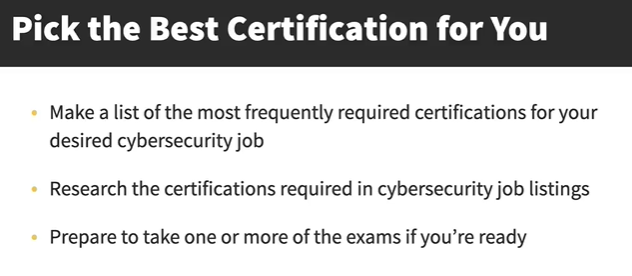 Pick the Best Certification for You
• Make a list of the most frequently required certifications for your
desired cybersecurity job
• Research the certifications required in cybersecurity job listings
• Prepare to take one or more of the exams if you’re ready